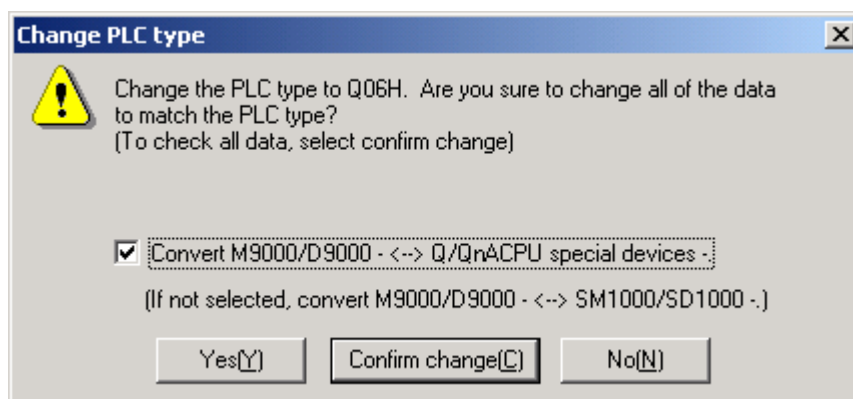 Change PLC type
Change the PLC type to Q06H. Are you sure to change all of the data
to match the PLC type?
(To check all data, select confirm change)
Convert M9000/D9000 - <--> Q/QnACPU special devices -.
(If not selected, convert M9000/D9000 - <--> SM1000/SD1000 -.)
Yes(Y) Confirm change(C) No(N)